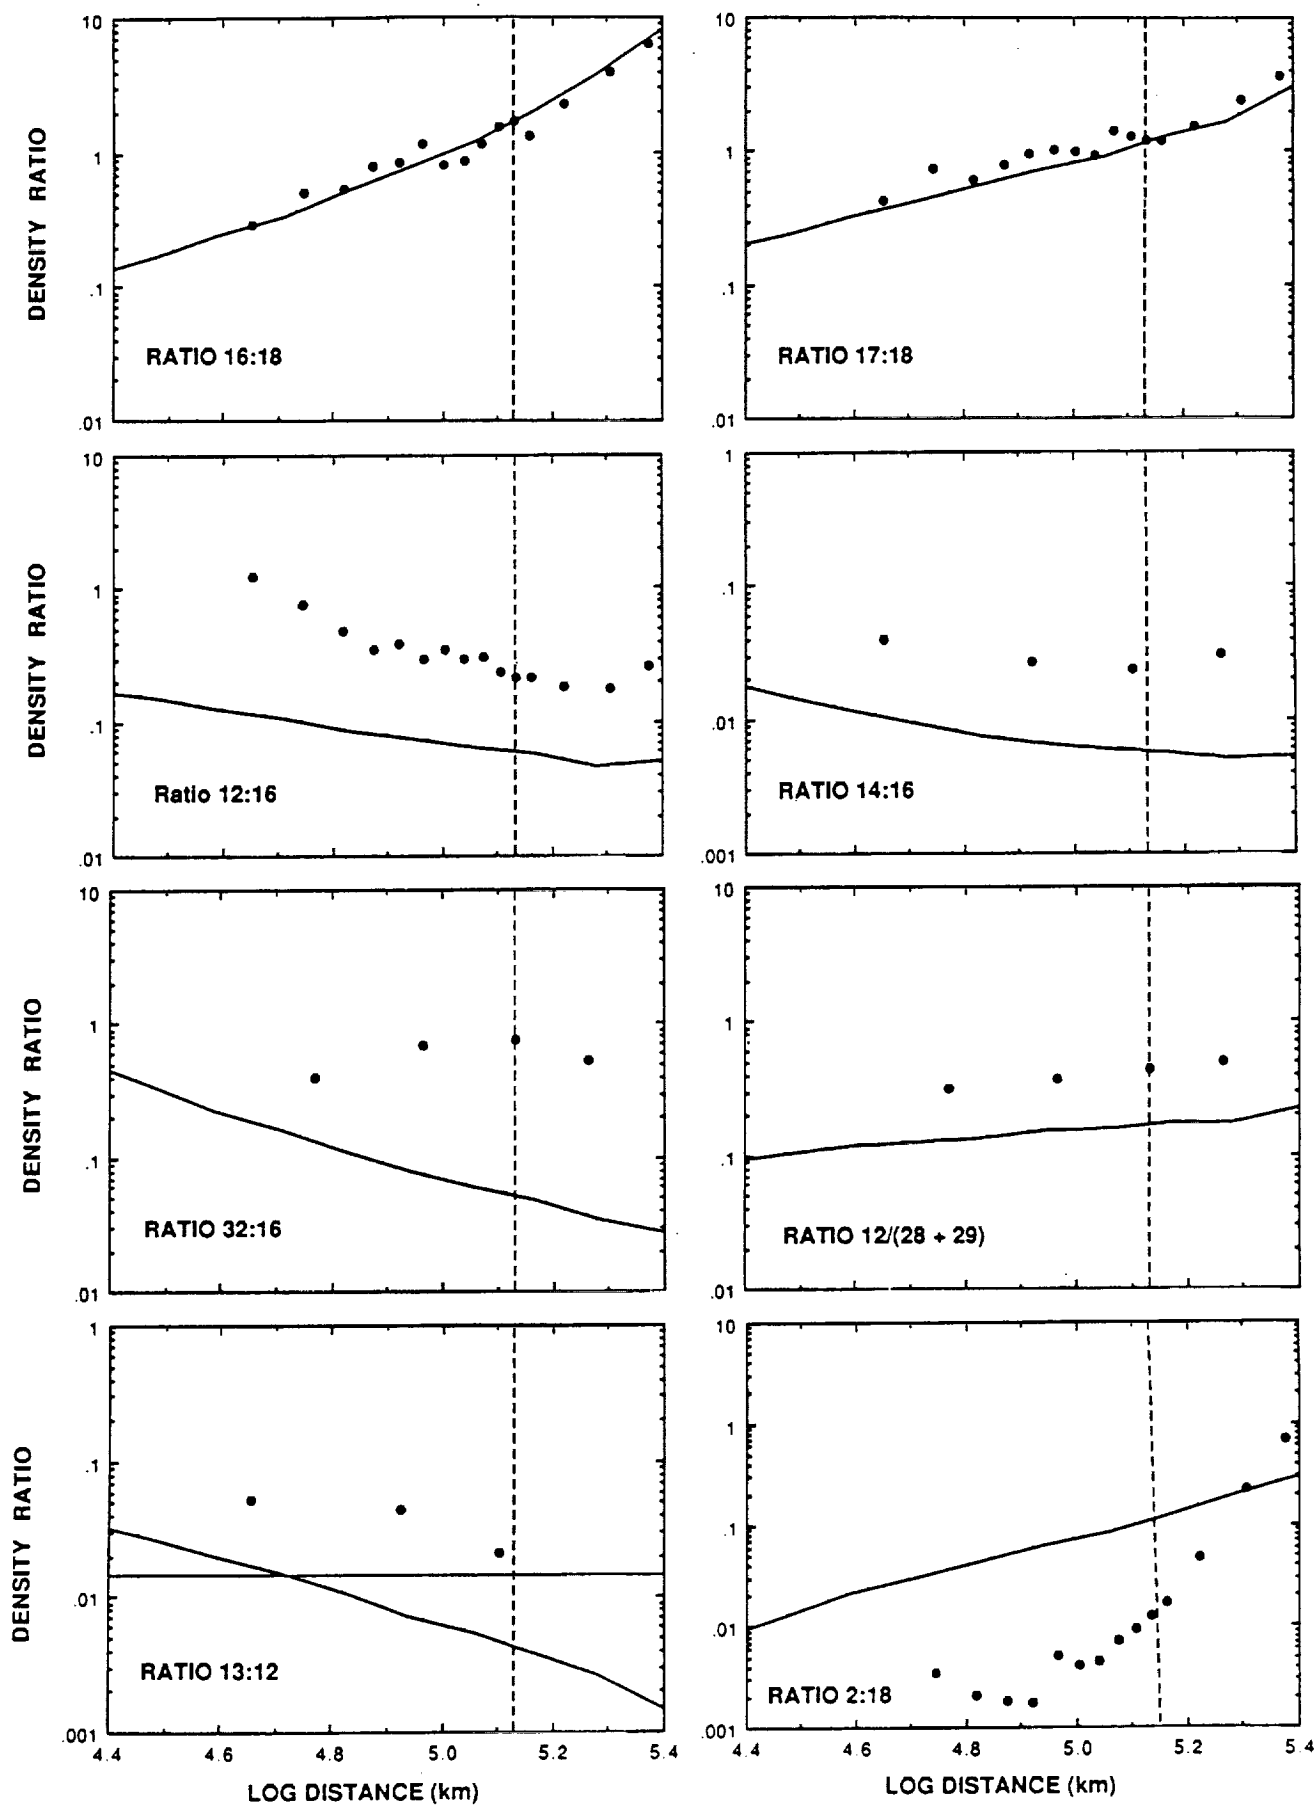 10
1
.1
.01
DENSITY RATIO
RATIO 16:18
10
1
.1
.01
RATIO 17:18
10
1
.1
.01
DENSITY RATIO
Ratio 12:16
1
.1
.01
.001
RATIO 14:16
10
1
.1
.01
DENSITY RATIO
RATIO 32:16
10
1
.1
.01
RATIO 12/(28 + 29)
1
.1
.01
.001
DENSITY RATIO
RATIO 13:12
4.4 4.6 4.8 5.0 5.2 5.4
LOG DISTANCE (km)
10
1
.1
.01
.001
RATIO 2:18
4.4 4.6 4.8 5.0 5.2 5.4
LOG DISTANCE (km)